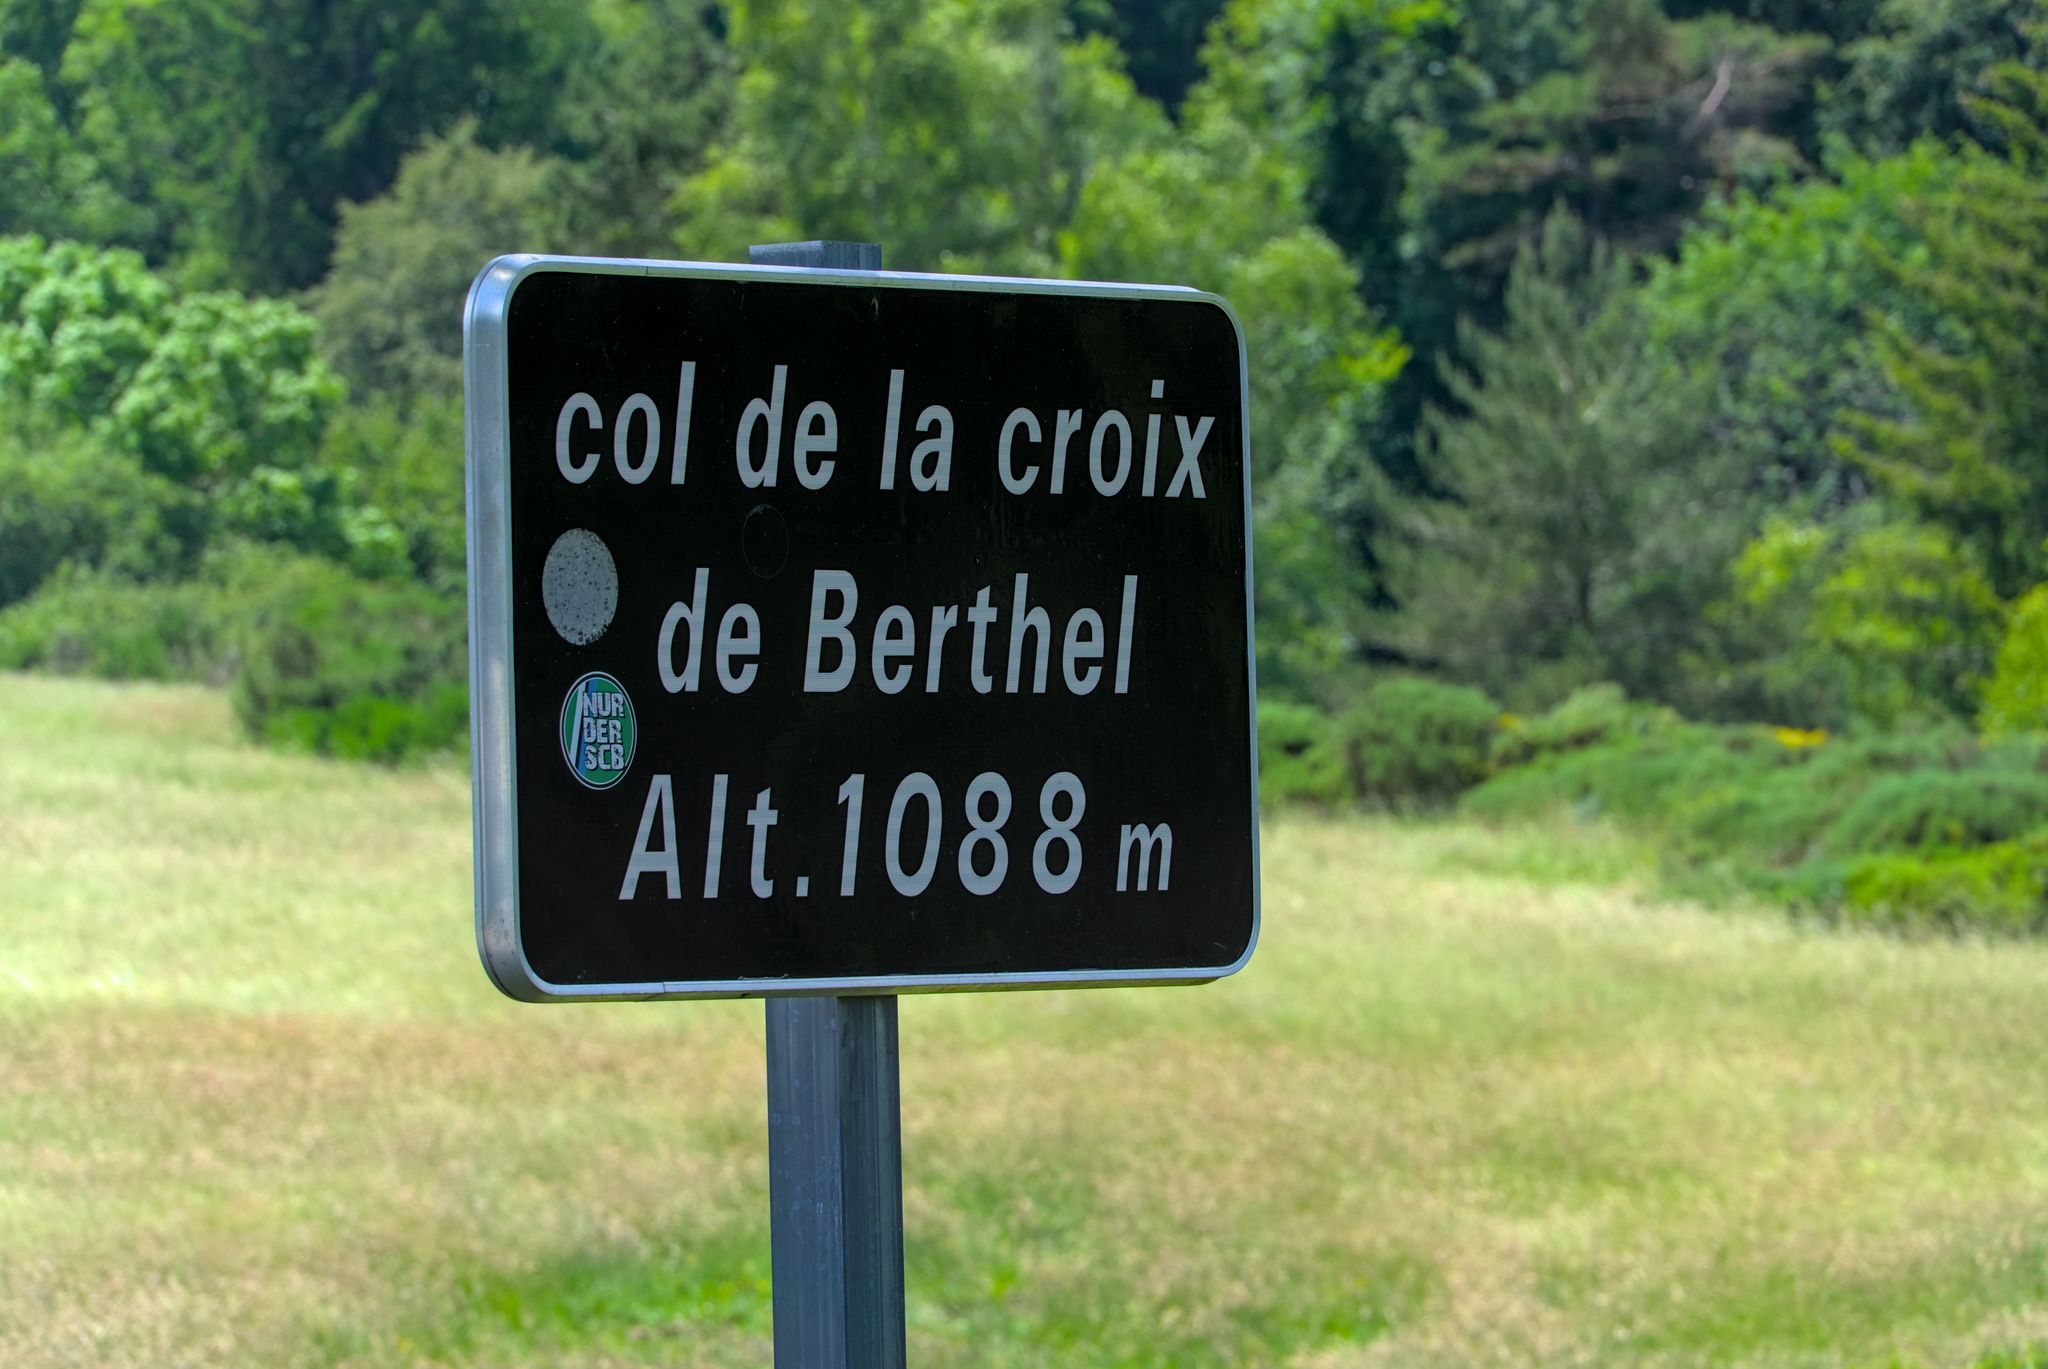 col de la croix
de Berthel
NUR
DER
SCB
Alt. 1088 m